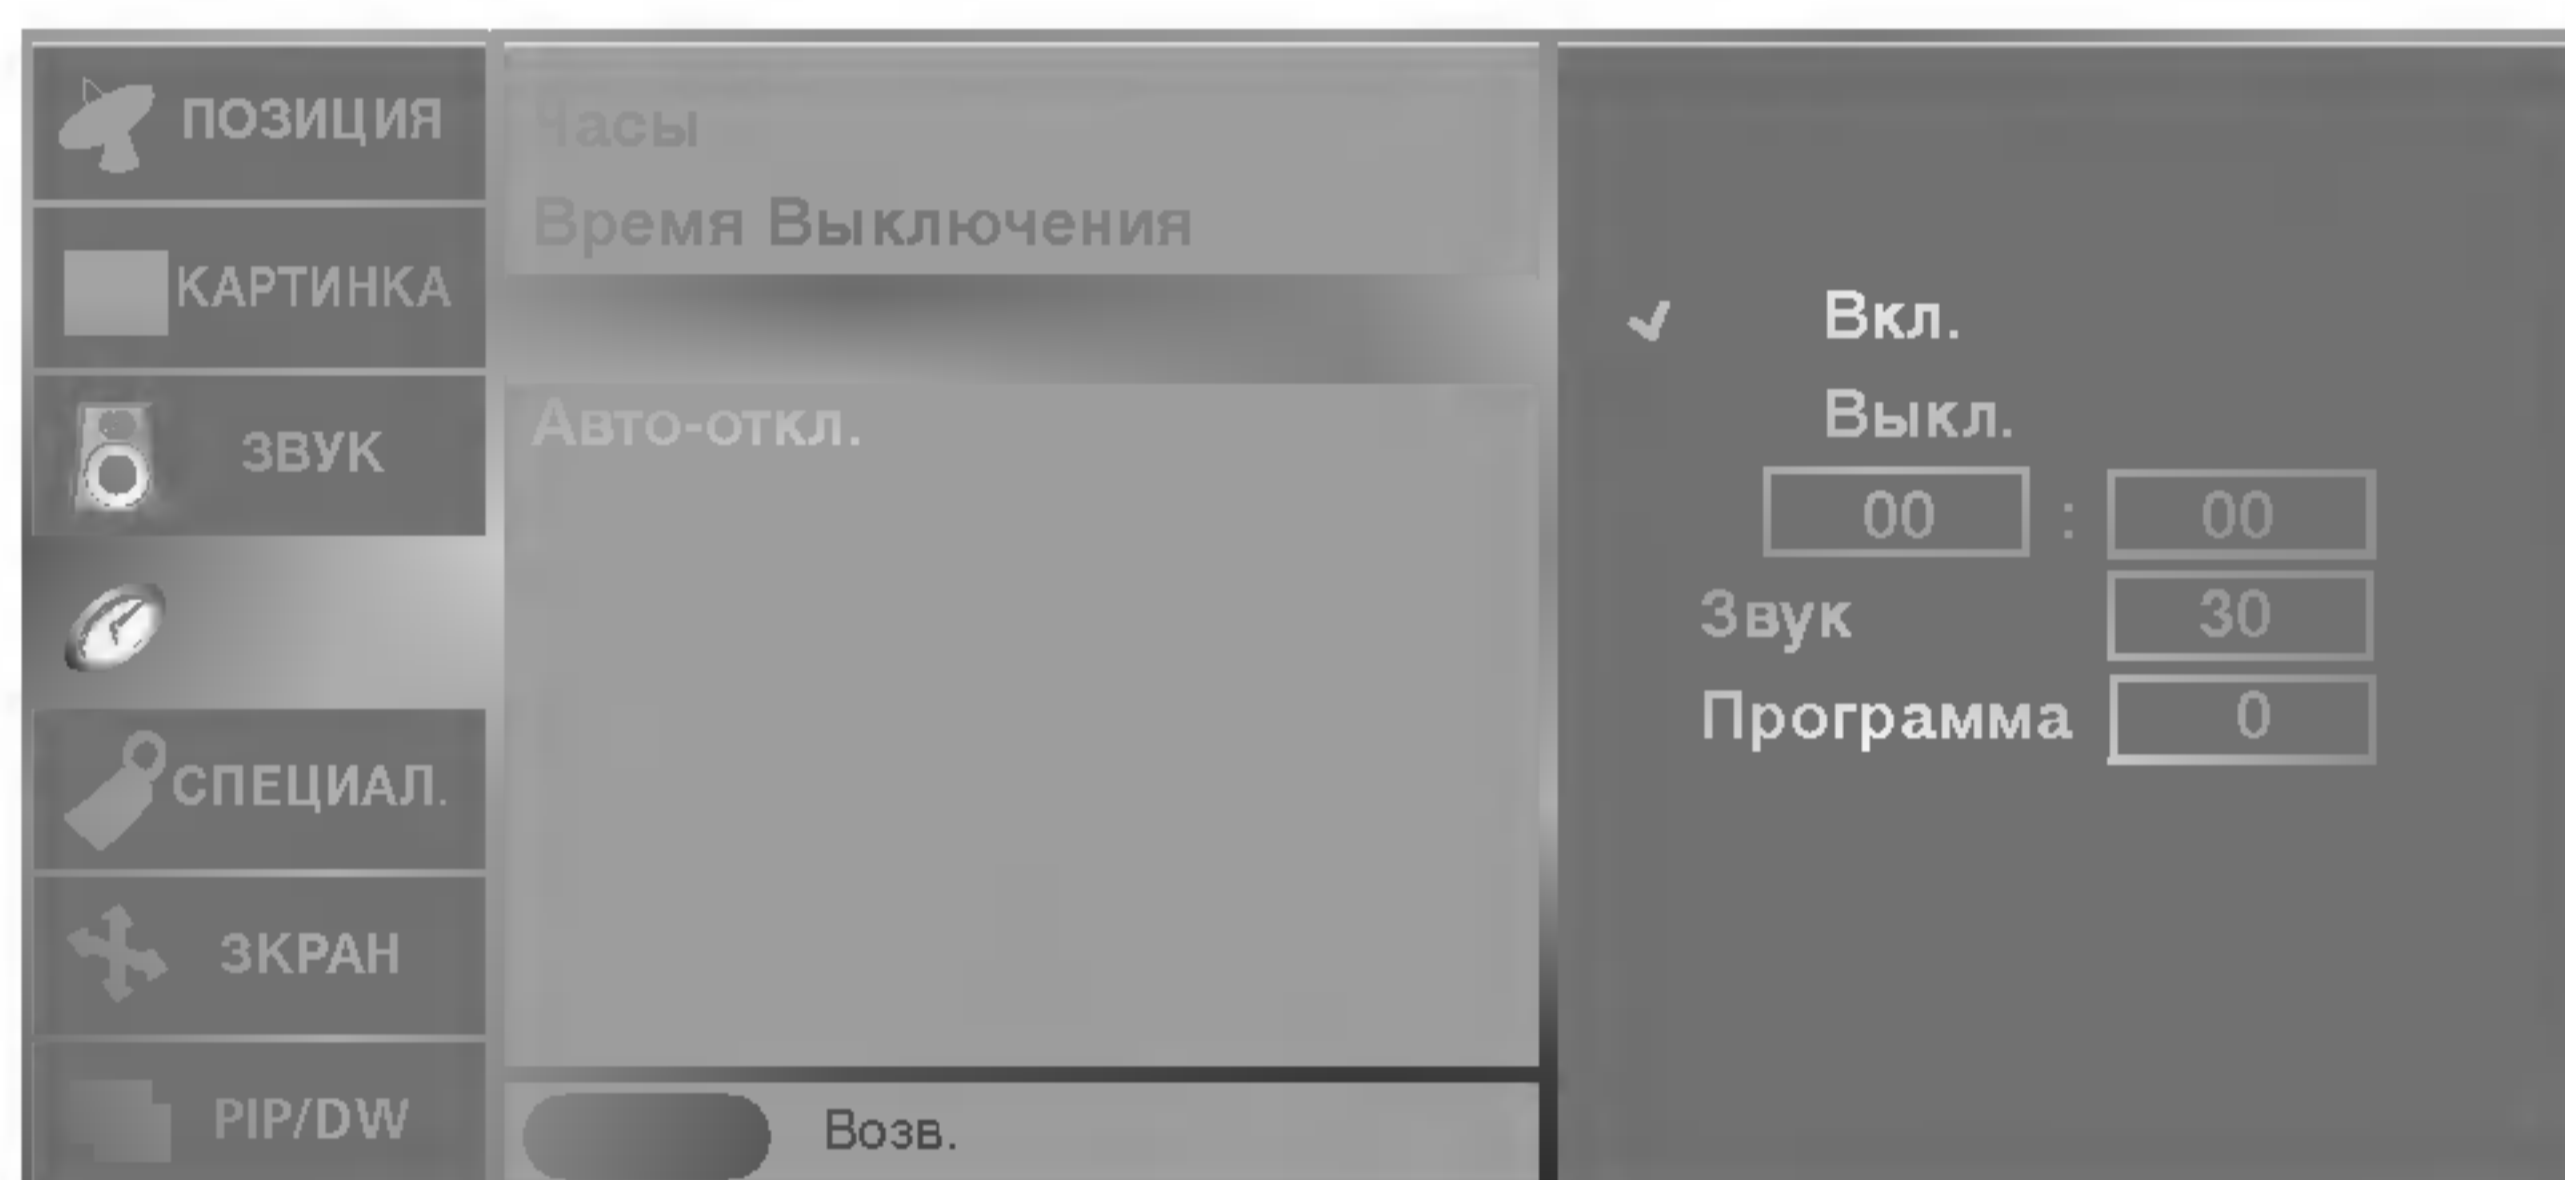 ПОЗИЦИЯ
КАРТИНКА
ЗВУК
СПЕЦИАЛ.
ЗКРАН
PIP/DW
Часы
Время Выключения
Авто-откл.
Возв.
Вкл.
Выкл.
00 : 00
Звук 30
Программа 0